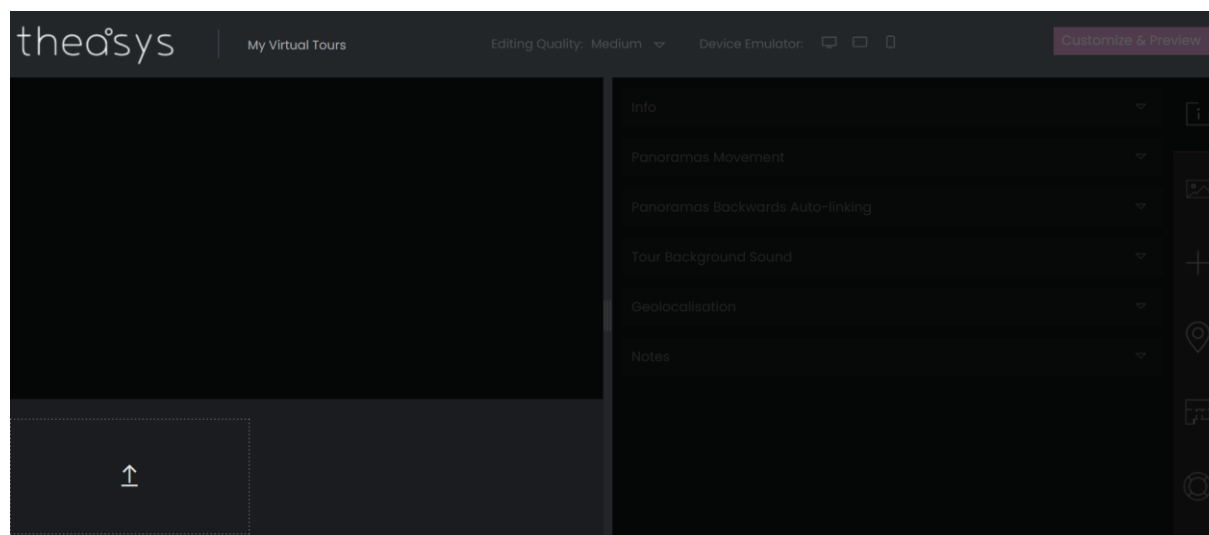 theasys
My Virtual Tours
Editing Quality: Medium
Device Emulator:
Customize & Preview
Info
Panoramas Movement
Panoramas Backwards Auto-linking
Tour Background Sound
Geolocalisation
Notes